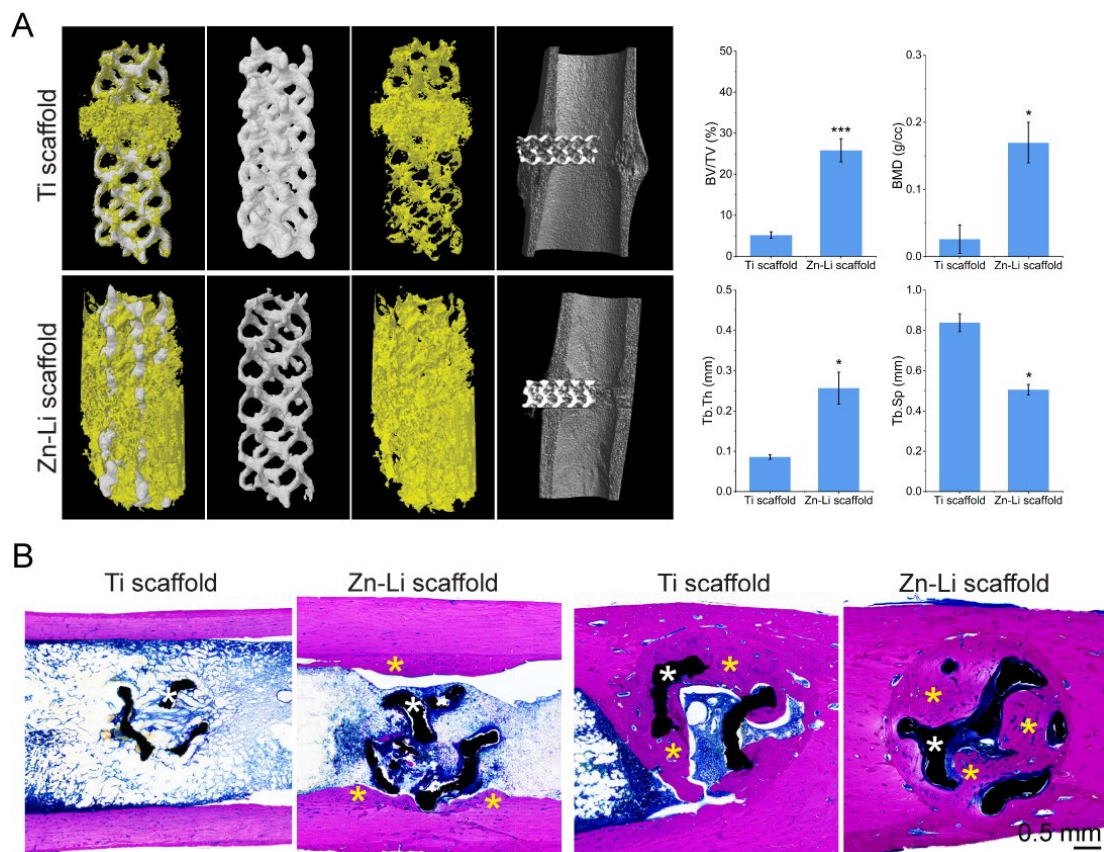 A
Ti scaffold
Zn-Li scaffold
BV/TV (%)
50
40
30
20
10
0
***
Ti scaffold Zn-Li scaffold
BMD (g/cc)
0.3
0.2
0.1
0.0
*
Ti scaffold Zn-Li scaffold
Tb.Th (mm)
0.5
0.4
0.3
0.2
0.1
0.0
*
Ti scaffold Zn-Li scaffold
Tb.Sp (mm)
1.0
0.8
0.6
0.4
0.2
0.0
*
Ti scaffold Zn-Li scaffold
B
Ti scaffold Zn-Li scaffold Ti scaffold Zn-Li scaffold
*
* * * *
* * *
* * * *
0.5 mm